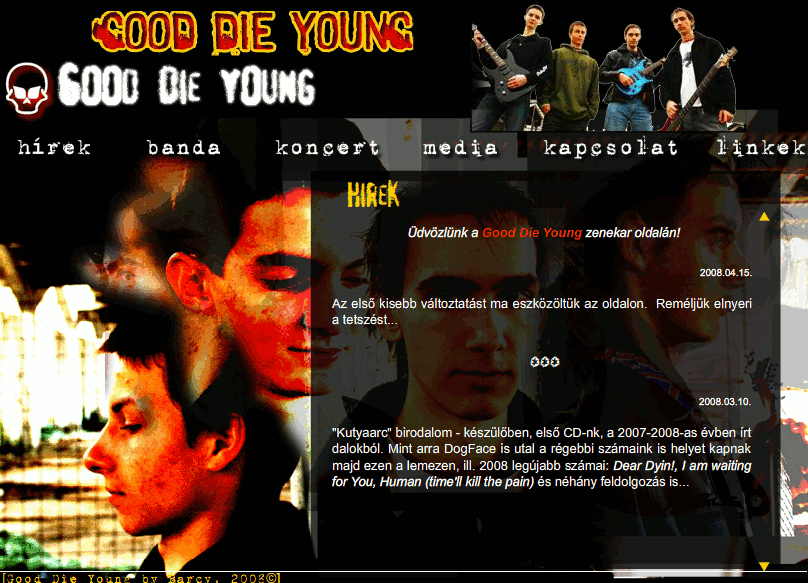 GOOD DIE YOUNG
GOOD DIE YOUNG
hírek banda koncert media kapcsolat linkek
HIREK
Üdvözlünk a Good Die Young zenekar oldalán!
2008.04.15.
Az első kisebb változtatást ma eszközöltük az oldalon. Reméljük elnyeri
a tetszést...
2008.03.10.
"Kutyaarc" birodalom - készülőben, első CD-nk, a 2007-2008-as évben írt
dalokból. Mint arra DogFace is utal a régebbi számaink is helyet kapnak
majd ezen a lemezen, ill. 2008 legújabb számai: Dear Dyin!, I am waiting
for You, Human (time'll kill the pain) és néhány feldolgozás is...
[Good Die Young by Marcy, 2008©]